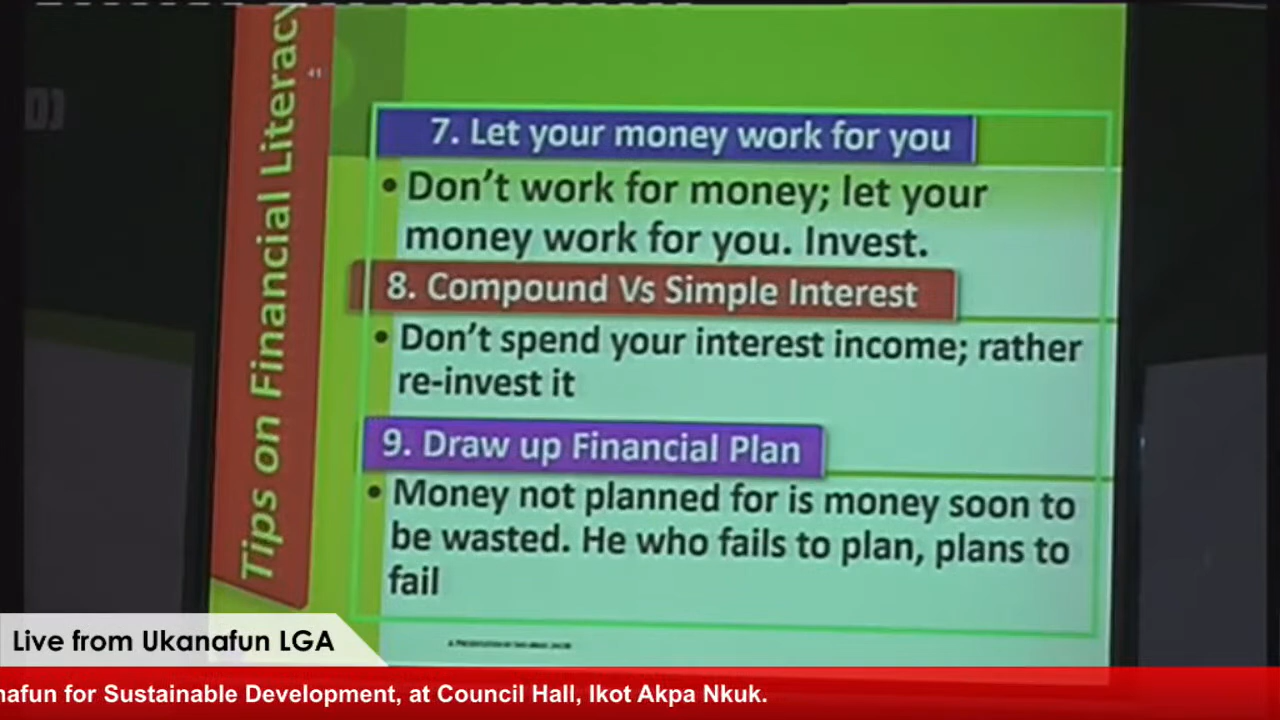 Tips on Financial Literacy
41
7. Let your money work for you
• Don't work for money; let your
money work for you. Invest.
8. Compound Vs Simple Interest
• Don't spend your interest income; rather
re-invest it
9. Draw up Financial Plan
• Money not planned for is money soon to
be wasted. He who fails to plan, plans to
fail
Live from Ukanafun LGA
for Sustainable Development, at Council Hall, Ikot Akpa Nkuk.